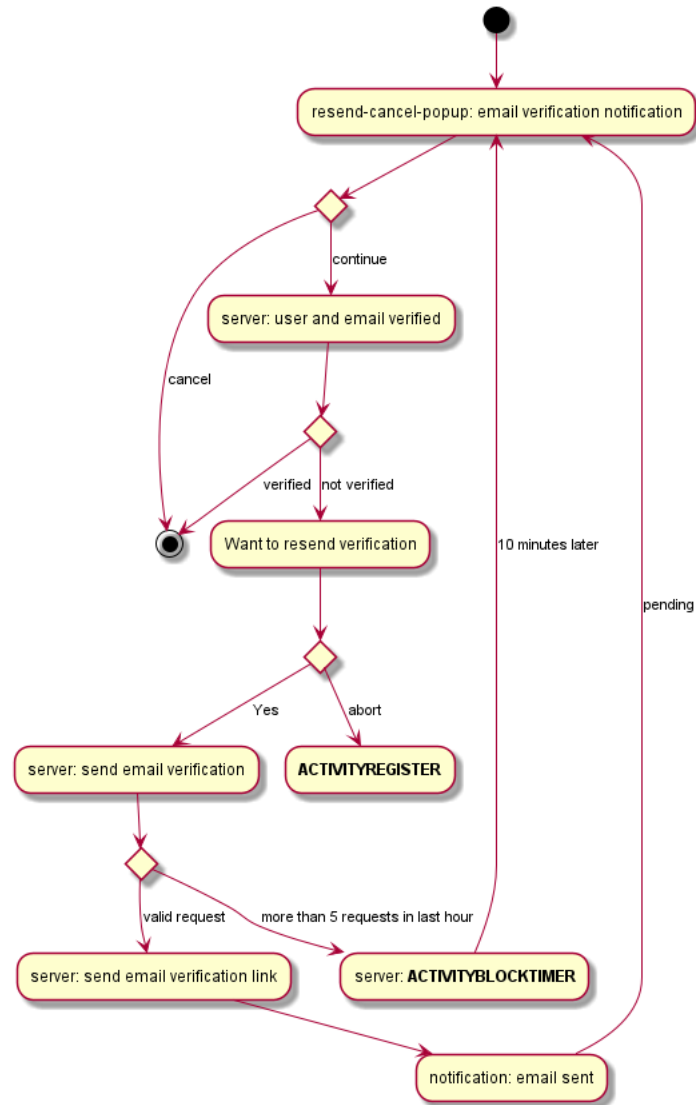 resend-cancel-popup: email verification notification
continue
server: user and email verified
cancel
verified
not verified
Want to resend verification
10 minutes later
pending
Yes
abort
server: send email verification
ACTIVITYREGISTER
valid request
more than 5 requests in last hour
server: send email verification link
server: ACTIVITYBLOCKTIMER
notification: email sent